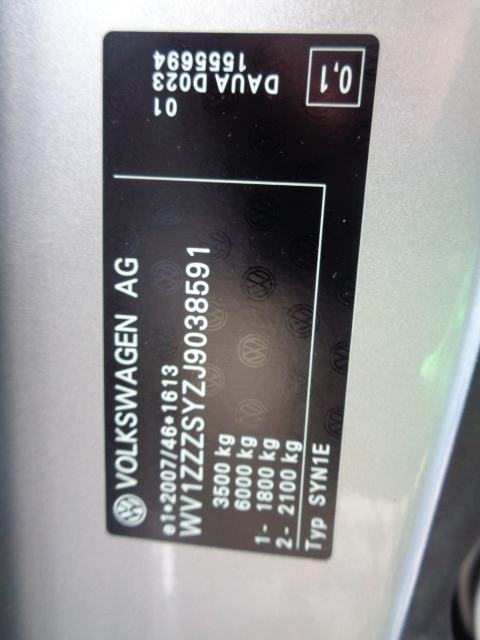 VOLKSWAGEN AG
e1*2007/46*1613
WV1ZZZSYZJ9038591
3500 kg
6000 kg
1- 1800 kg
2- 2100 kg
Typ SYN1E
01
DAUA D023
1555694
0,1